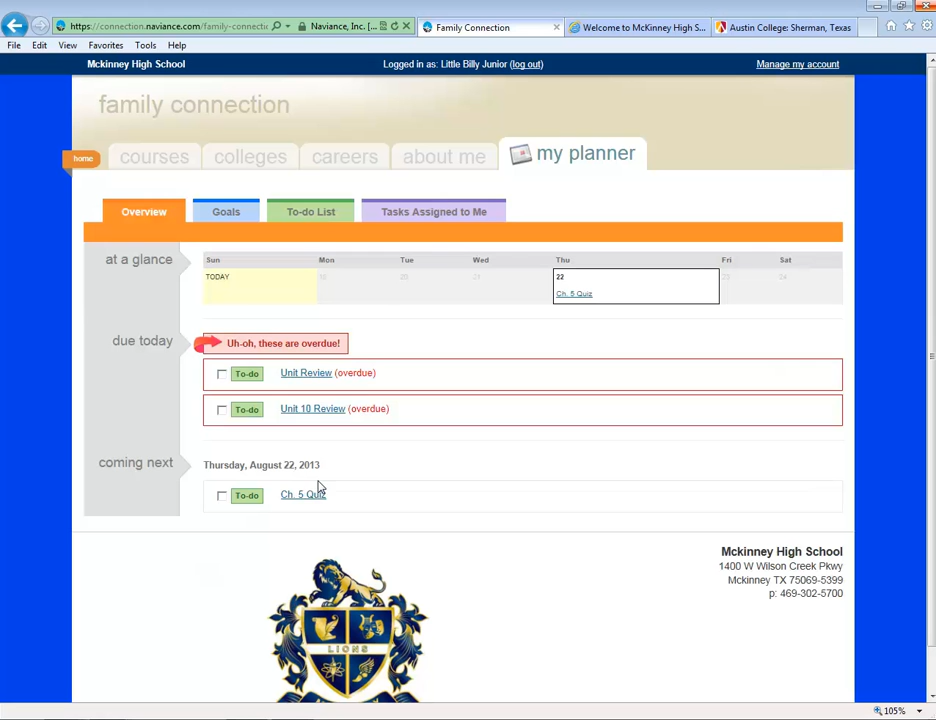 https://connection.naviance.com/family-connectic
Naviance, Inc. [...
Family Connection
Welcome to McKinney High S...
Austin College: Sherman, Texas
File Edit View Favorites Tools Help
McKinney High School
Logged in as: Little Billy Junior (log out)
Manage my account
family connection
home
courses
colleges
careers
about me
my planner
Overview
Goals
To-do List
Tasks Assigned to Me
at a glance
Sun Mon Tue Wed Thu Fri Sat
TODAY 19 20 21 22 23 24
Ch. 5 Quiz
due today
Uh-oh, these are overdue!
To-do Unit Review (overdue)
To-do Unit 10 Review (overdue)
coming next
Thursday, August 22, 2013
To-do Ch. 5 Quiz
Mckinney High School
1400 W Wilson Creek Pkwy
Mckinney TX 75069-5399
p: 469-302-5700
LIONS
105%